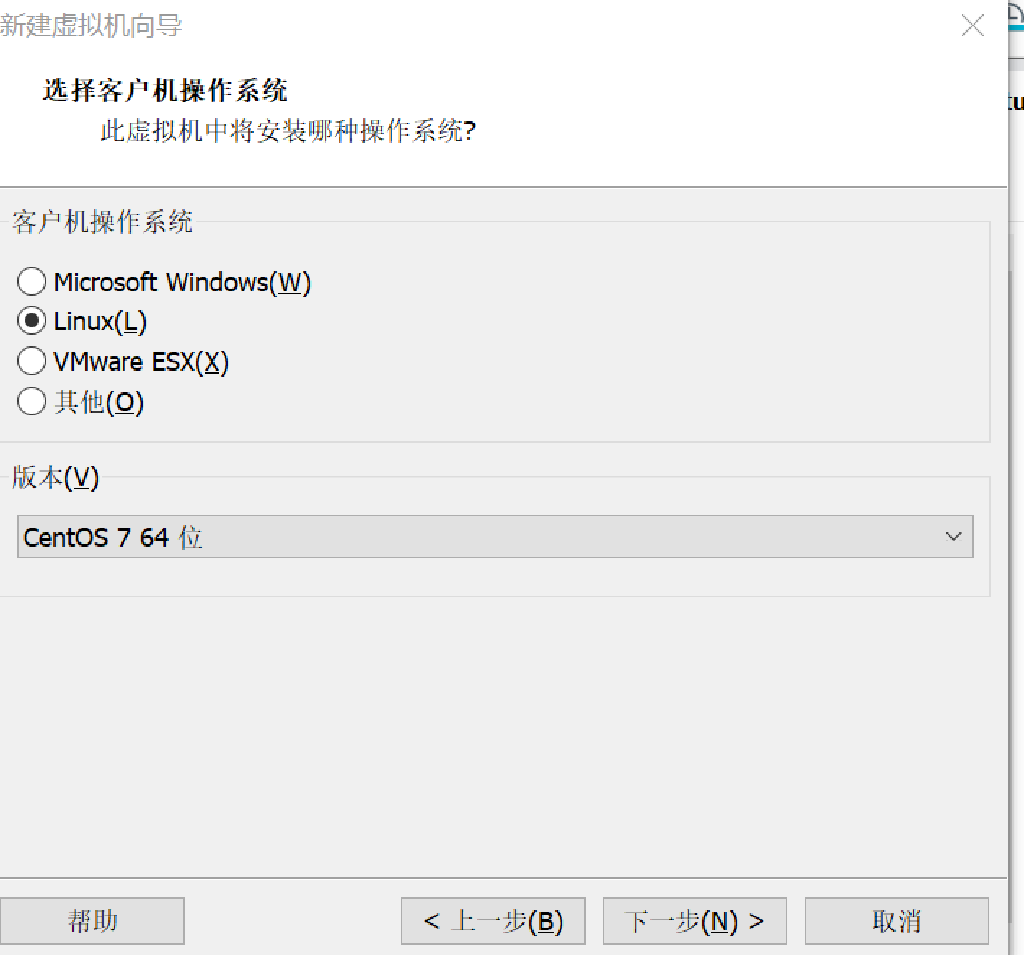 新建虚拟机向导
选择客户机操作系统
此虚拟机中将安装哪种操作系统?
客户机操作系统
Microsoft Windows(W)
Linux(L)
VMware ESX(X)
其他(O)
版本(V)
CentOS 7 64 位
帮助
< 上一步(B)
下一步(N) >
取消